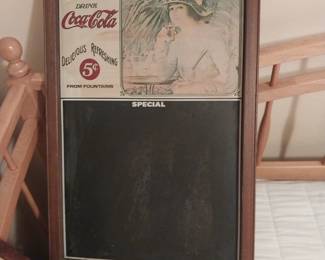 DRINK
Coca-Cola
DELICIOUS REFRESHING
5¢
FROM FOUNTAINS
SPECIAL